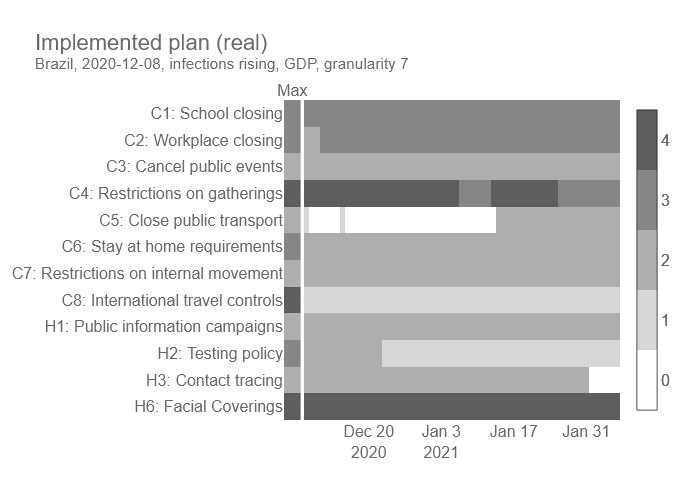 Implemented plan (real)
Brazil, 2020-12-08, infections rising, GDP, granularity 7
Max
C1: School closing
C2: Workplace closing
C3: Cancel public events
C4: Restrictions on gatherings
C5: Close public transport
C6: Stay at home requirements
C7: Restrictions on internal movement
C8: International travel controls
H1: Public information campaigns
H2: Testing policy
H3: Contact tracing
H6: Facial Coverings
4
3
2
1
0
Dec 20 Jan 3 Jan 17 Jan 31
2020 2021